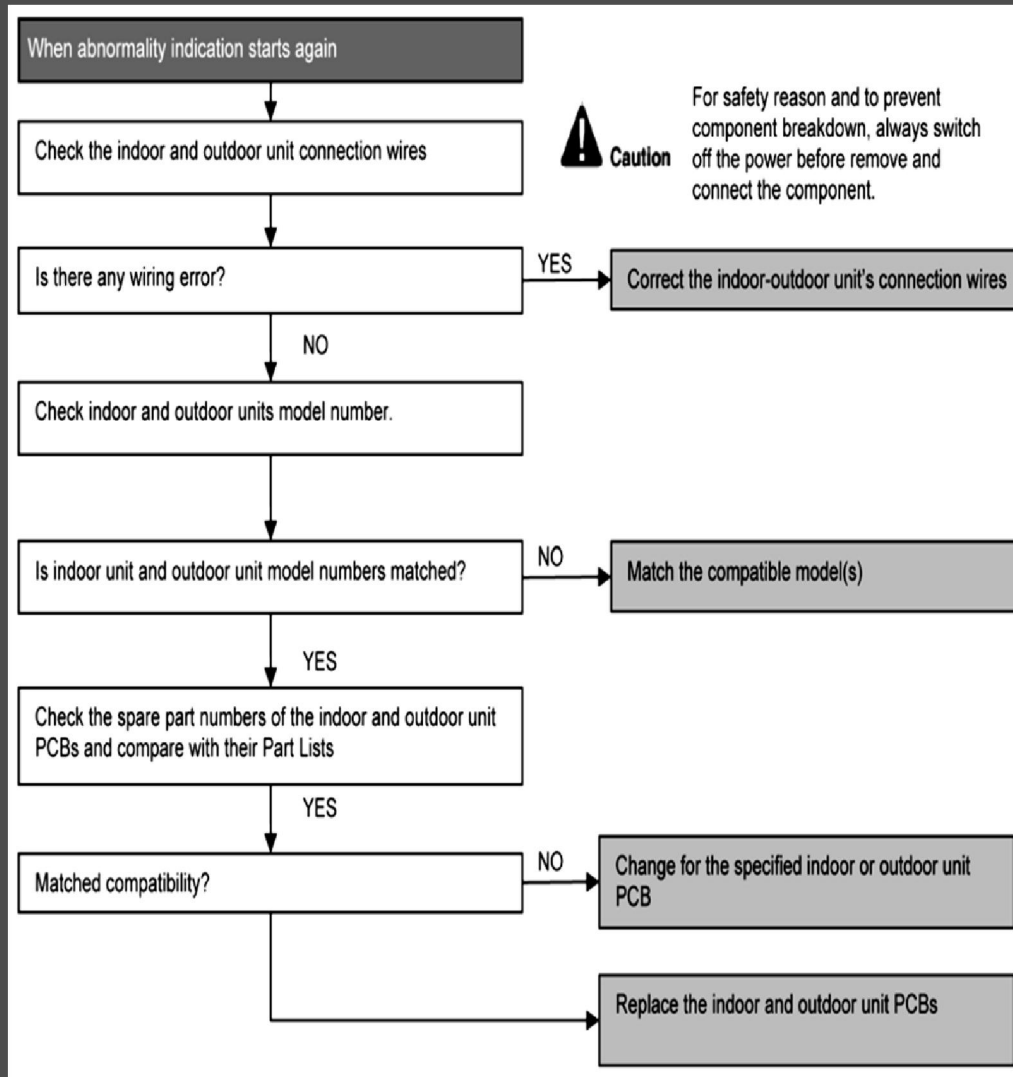 When abnormality indication starts again
For safety reason and to prevent
component breakdown, always switch
off the power before remove and
connect the component.
Caution
Check the indoor and outdoor unit connection wires
Is there any wiring error?
YES
Correct the indoor-outdoor unit's connection wires
NO
Check indoor and outdoor units model number.
Is indoor unit and outdoor unit model numbers matched?
NO
Match the compatible model(s)
YES
Check the spare part numbers of the indoor and outdoor unit
PCBs and compare with their Part Lists
YES
Matched compatibility?
NO
Change for the specified indoor or outdoor unit
PCB
Replace the indoor and outdoor unit PCBs